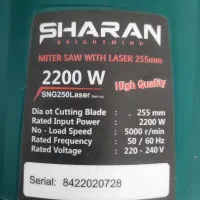 SHARAN
BRIGHTMIND
MITER SAW WITH LASER 255mm
2200 W
High Quality
SNG250Laser
Dia ot Cutting Blade : 255 mm
Rated Input Power : 2200 W
No - Load Speed : 5000 r/min
Rated Frequency : 50 / 60 Hz
Rated Voltage : 220 - 240 V
Serial: 8422020728